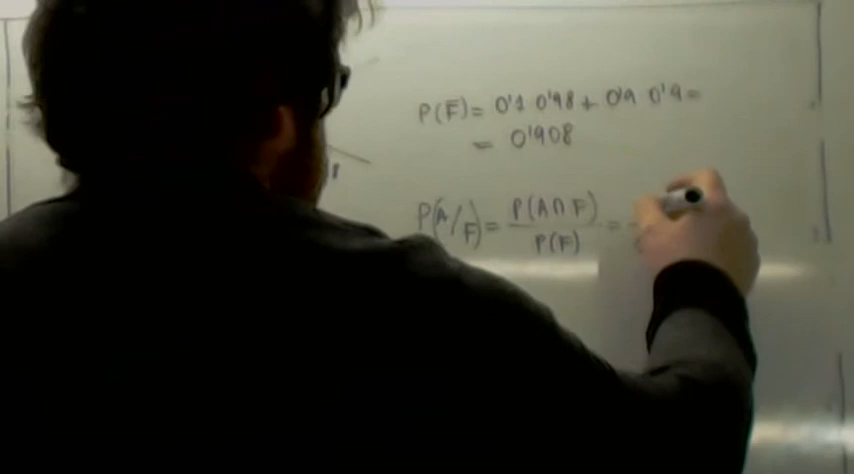 P(F)= 0'1 0'98 + 0'9 0'9 =
= 0'908
P(A/F)= P(A∩F)/P(F) =